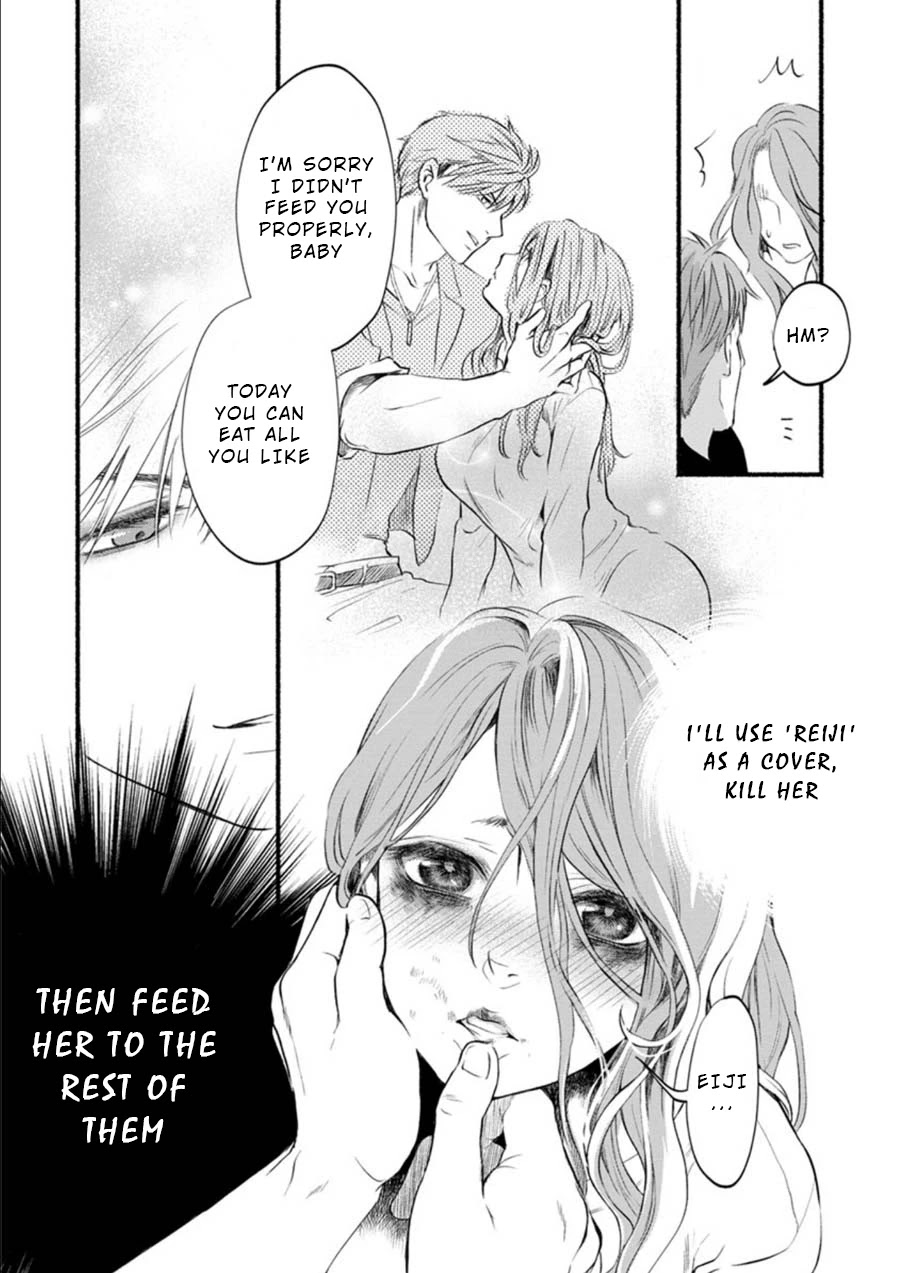 HM?
I'M SORRY
I DIDN'T
FEED YOU
PROPERLY,
BABY
TODAY
YOU CAN
EAT ALL
YOU LIKE
I'LL USE 'REIJI'
AS A COVER,
KILL HER
EIJI
...
THEN FEED
HER TO THE
REST OF
THEM